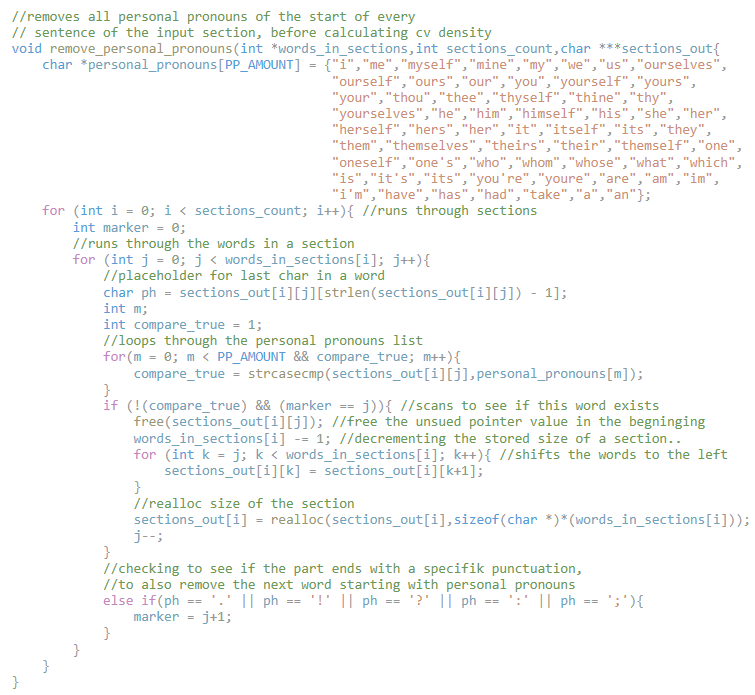 //removes all personal pronouns of the start of every
// sentence of the input section, before calculating cv density
void remove_personal_pronouns(int *words_in_sections,int sections_count,char ***sections_out{
    char *personal_pronouns[PP_AMOUNT] = {"i","me","myself","mine","my","we","us","ourselves",
                                          "ourself","ours","our","you","yourself","yours",
                                          "your","thou","thee","thyself","thine","thy",
                                          "yourselves","he","him","himself","his","she","her",
                                          "herself","hers","her","it","itself","its","they",
                                          "them","themselves","theirs","their","themself","one",
                                          "oneself","one's","who","whom","whose","what","which",
                                          "is","it's","its","you're","youre","are","am","im",
                                          "i'm","have","has","had","take","a","an"};
    for (int i = 0; i < sections_count; i++){ //runs through sections
        int marker = 0;
        //runs through the words in a section
        for (int j = 0; j < words_in_sections[i]; j++){
            //placeholder for last char in a word
            char ph = sections_out[i][j][strlen(sections_out[i][j]) - 1];
            int m;
            int compare_true = 1;
            //loops through the personal pronouns list
            for(m = 0; m < PP_AMOUNT && compare_true; m++){
                compare_true = strcasecmp(sections_out[i][j],personal_pronouns[m]);
            }
            if (!(compare_true) && (marker == j)){ //scans to see if this word exists
                free(sections_out[i][j]); //free the unsued pointer value in the begninging
                words_in_sections[i] -= 1; //decrementing the stored size of a section..
                for (int k = j; k < words_in_sections[i]; k++){ //shifts the words to the left
                    sections_out[i][k] = sections_out[i][k+1];
                }
                //realloc size of the section
                sections_out[i] = realloc(sections_out[i],sizeof(char *)*(words_in_sections[i]));
                j--;
            }
            //checking to see if the part ends with a specifik punctuation,
            //to also remove the next word starting with personal pronouns
            else if(ph == '.' || ph == '!' || ph == '?' || ph == ':' || ph == ';'){
                marker = j+1;
            }
        }
    }
}